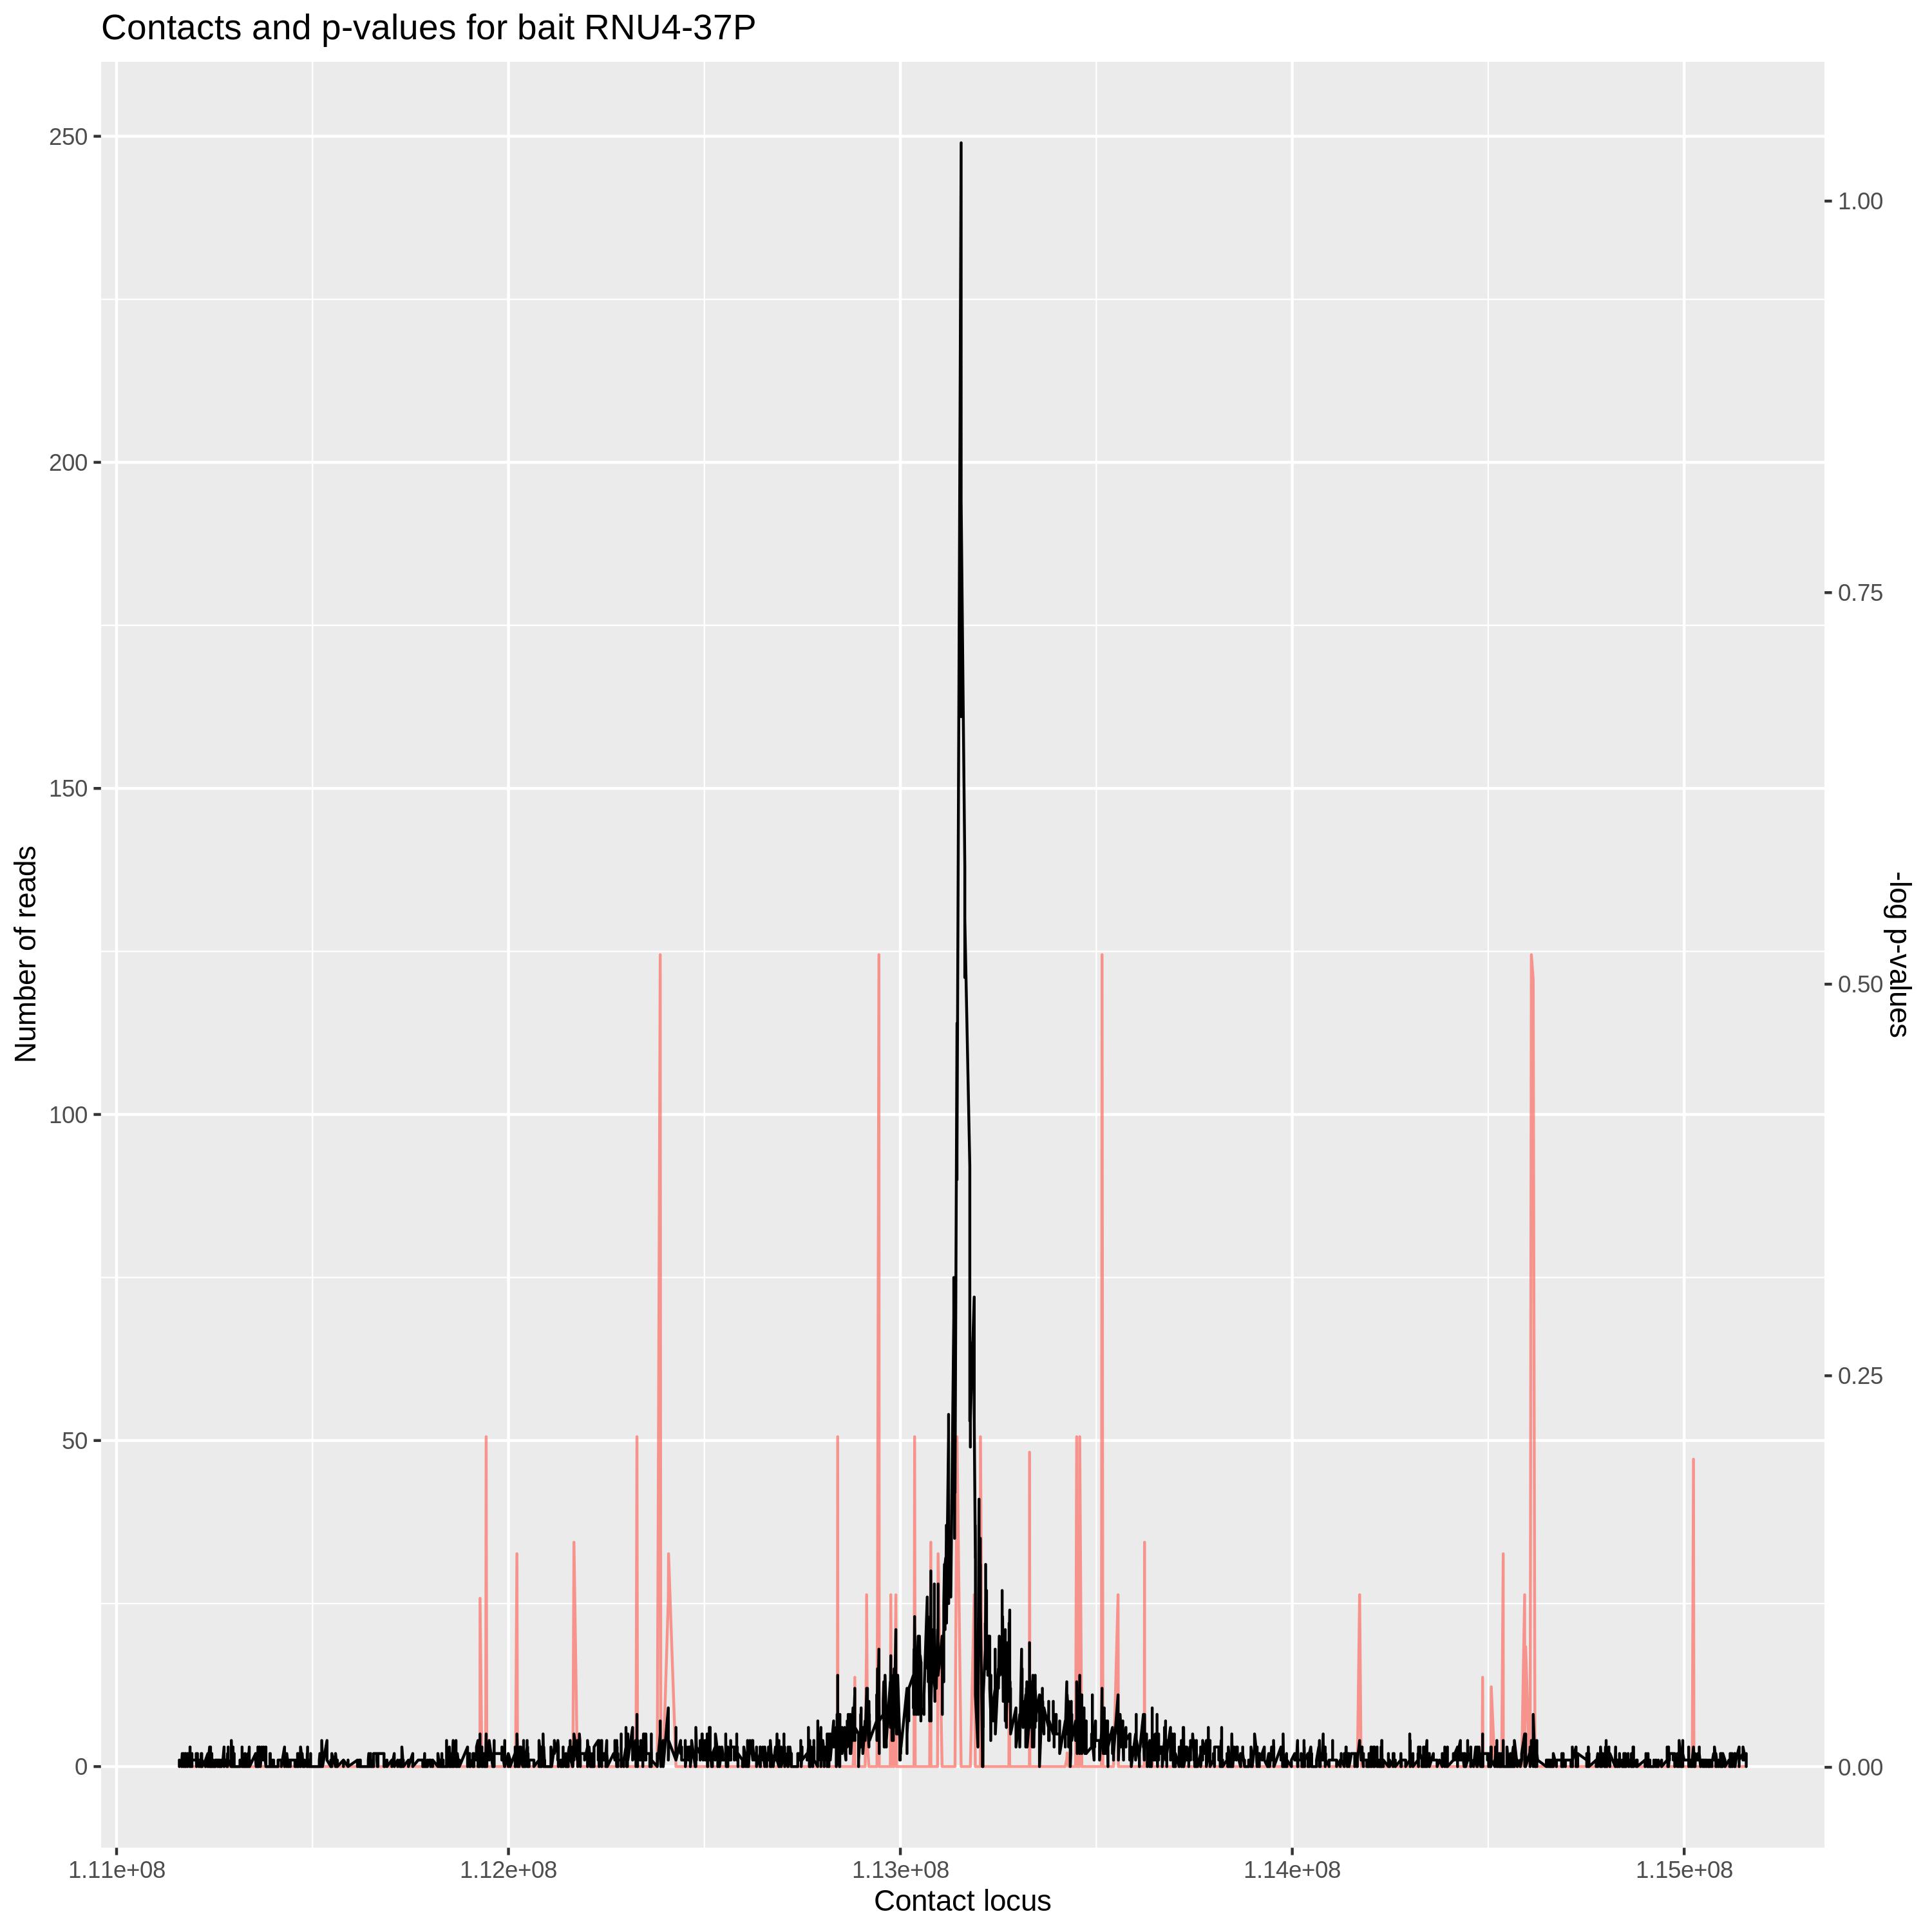 Contacts and p-values for bait RNU4-37P
250
200
150
100
50
0
Number of reads
1.00
0.75
0.50
0.25
0.00
-log p-values
1.11e+08
1.12e+08
1.13e+08
1.14e+08
1.15e+08
Contact locus